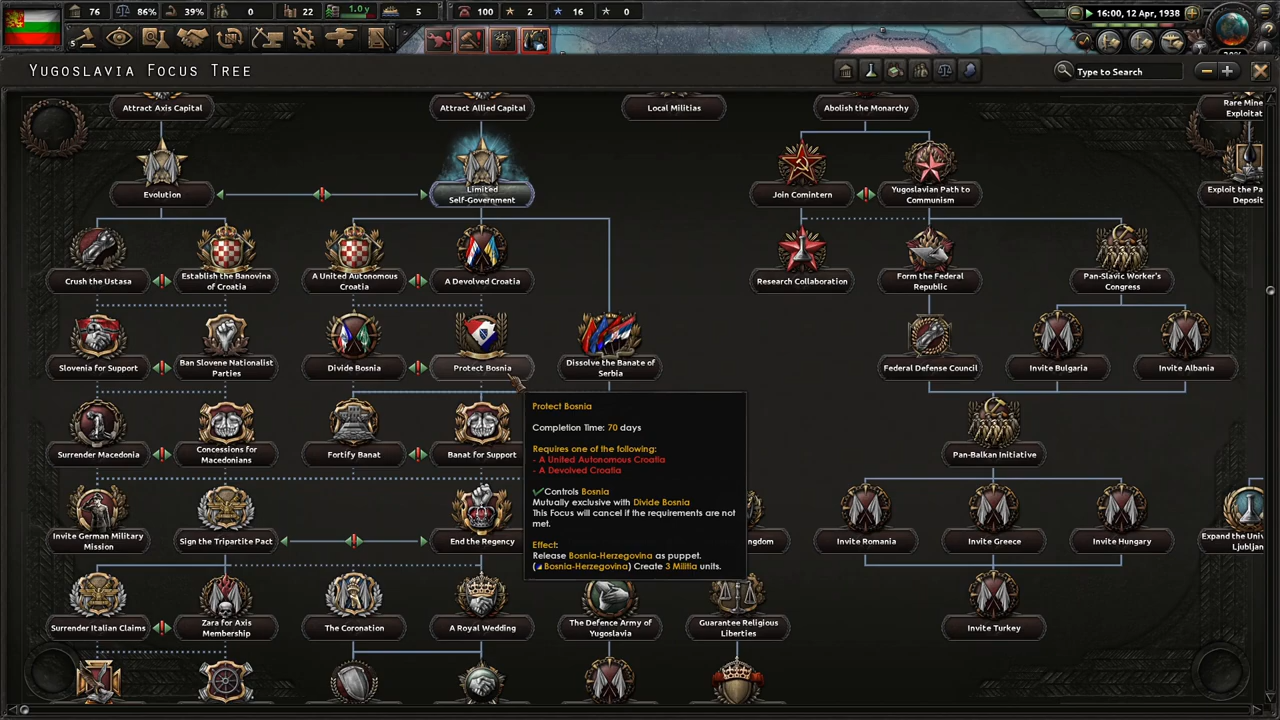 76 86% 39% 0 22 1.0 y 5 100 2 16 0 16:00, 12 Apr, 1938
5
Yugoslavia Focus Tree
Type to Search
Attract Axis Capital
Attract Allied Capital
Local Militias
Abolish the Monarchy
Rare Mine
Exploitat
Evolution
Limited
Self-Government
Join Comintern
Yugoslavian Path to
Communism
Exploit the Pa
Deposit
Crush the Ustasa
Establish the Banovina
of Croatia
A United Autonomous
Croatia
A Devolved Croatia
Research Collaboration
Form the Federal
Republic
Pan-Slavic Worker's
Congress
Slovenia for Support
Ban Slovene Nationalist
Parties
Divide Bosnia
Protect Bosnia
Dissolve the Banate of
Serbia
Federal Defense Council
Invite Bulgaria
Invite Albania
Surrender Macedonia
Concessions for
Macedonians
Fortify Banat
Banat for Support
Pan-Balkan Initiative
Protect Bosnia
Completion Time: 70 days
Requires one of the following:
- A United Autonomous Croatia
- A Devolved Croatia
Controls Bosnia
Mutually exclusive with Divide Bosnia
This Focus will cancel if the requirements are not
met.
Effect:
Release Bosnia-Herzegovina as puppet.
(Bosnia-Herzegovina) Create 3 Militia units.
Invite German Military
Mission
Sign the Tripartite Pact
End the Regency
ngdom
Invite Romania
Invite Greece
Invite Hungary
Expand the Univ
Ljubljan
Surrender Italian Claims
Zara for Axis
Membership
The Coronation
A Royal Wedding
The Defence Army of
Yugoslavia
Guarantee Religious
Liberties
Invite Turkey